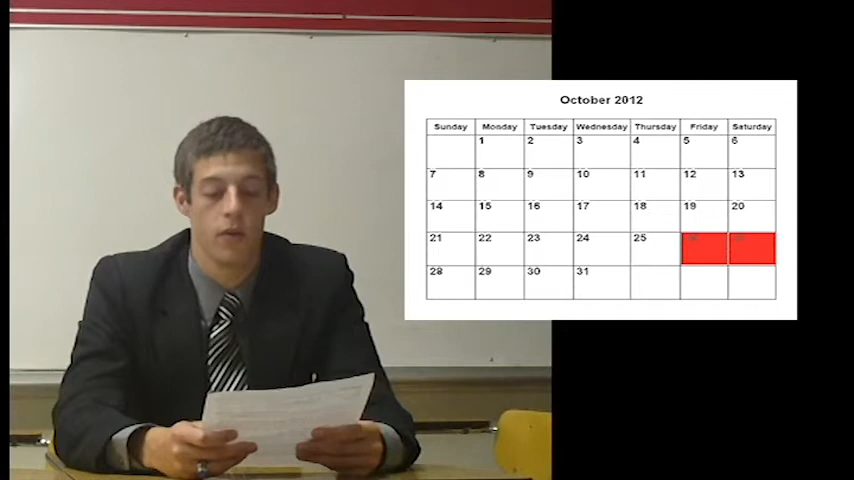 October 2012
Sunday Monday Tuesday Wednesday Thursday Friday Saturday
1 2 3 4 5 6
7 8 9 10 11 12 13
14 15 16 17 18 19 20
21 22 23 24 25
28 29 30 31